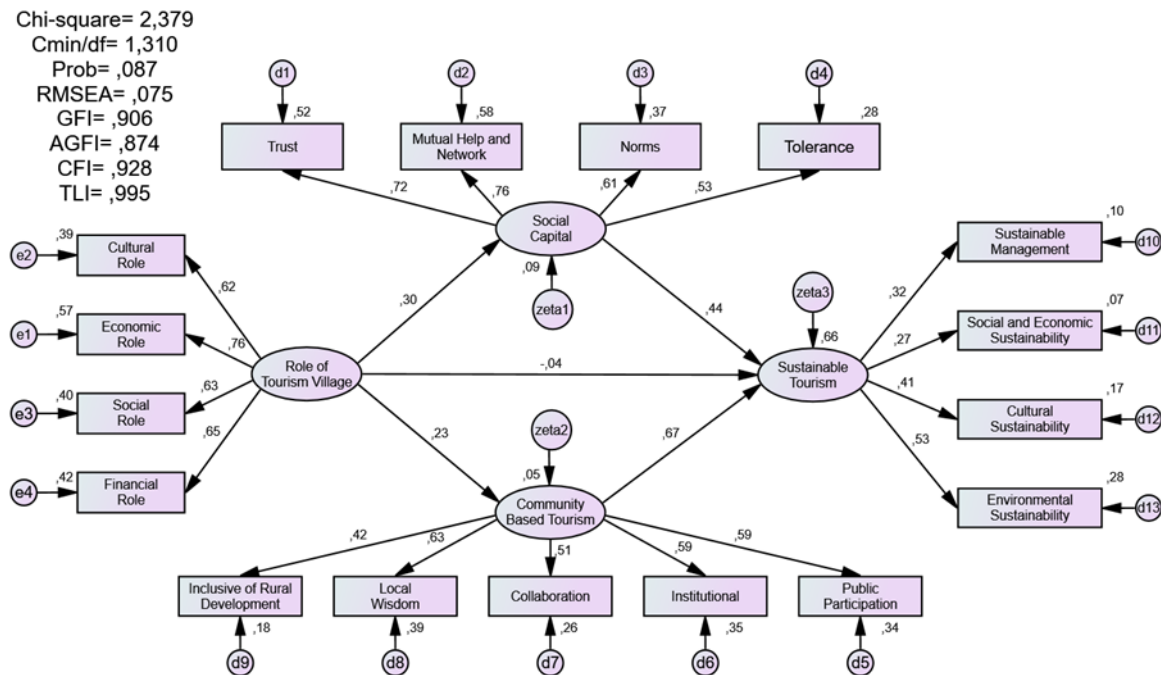 Chi-square= 2,379
Cmin/df= 1,310
Prob= ,087
RMSEA= ,075
GFI= ,906
AGFI= ,874
CFI= ,928
TLI= ,995
d1
d2
d3
d4
,52
,58
,37
,28
Trust
Mutual Help and
Network
Norms
Tolerance
,72
,76
,61
,53
Social
Capital
,09
zeta1
e2
,39
Cultural
Role
,62
e1
,57
Economic
Role
,76
e3
,40
Social
Role
,63
e4
,42
Financial
Role
,65
Role of
Tourism Village
,30
-,04
,23
,44
,67
zeta3
,66
Sustainable
Tourism
,32
,27
,41
,53
Sustainable
Management
,10
d10
Social and Economic
Sustainability
,07
d11
Cultural
Sustainability
,17
d12
Environmental
Sustainability
,28
d13
zeta2
,05
Community
Based Tourism
,42
,63
,51
,59
,59
Inclusive of Rural
Development
Local
Wisdom
Collaboration
Institutional
Public
Participation
,18
,39
,26
,35
,34
d9
d8
d7
d6
d5